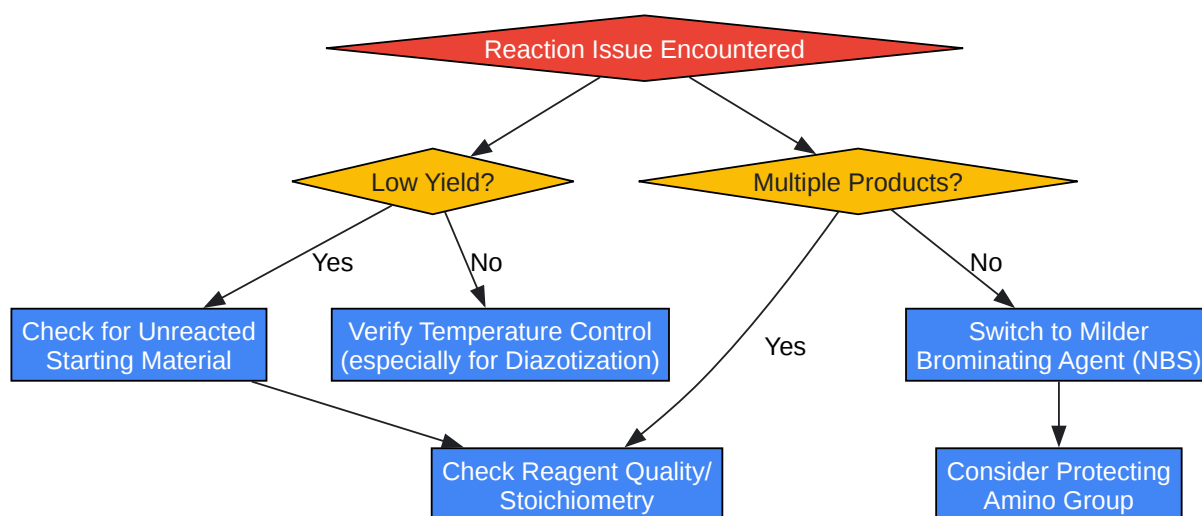 Reaction Issue Encountered
Low Yield?
Multiple Products?
Yes
No
No
Check for Unreacted
Starting Material
Verify Temperature Control
(especially for Diazotization)
Yes
Switch to Milder
Brominating Agent (NBS)
Check Reagent Quality/
Stoichiometry
Consider Protecting
Amino Group